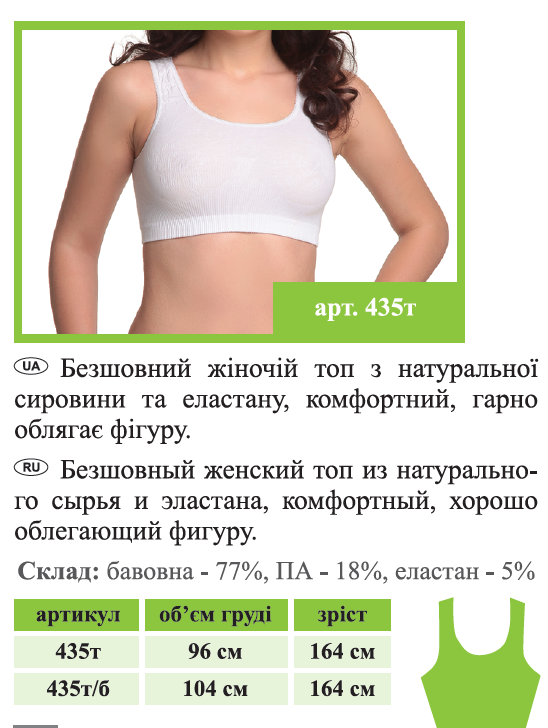 арт. 435т
UA Безшовний жіночій топ з натуральної
сировини та еластану, комфортний, гарно
облягає фігуру.
RU Безшовный женский топ из натурально-
го сырья и эластана, комфортный, хорошо
облегающий фигуру.
Склад: бавовна - 77%, ПА - 18%, еластан - 5%
артикул об’єм груді зріст
435т 96 см 164 см
435т/б 104 см 164 см